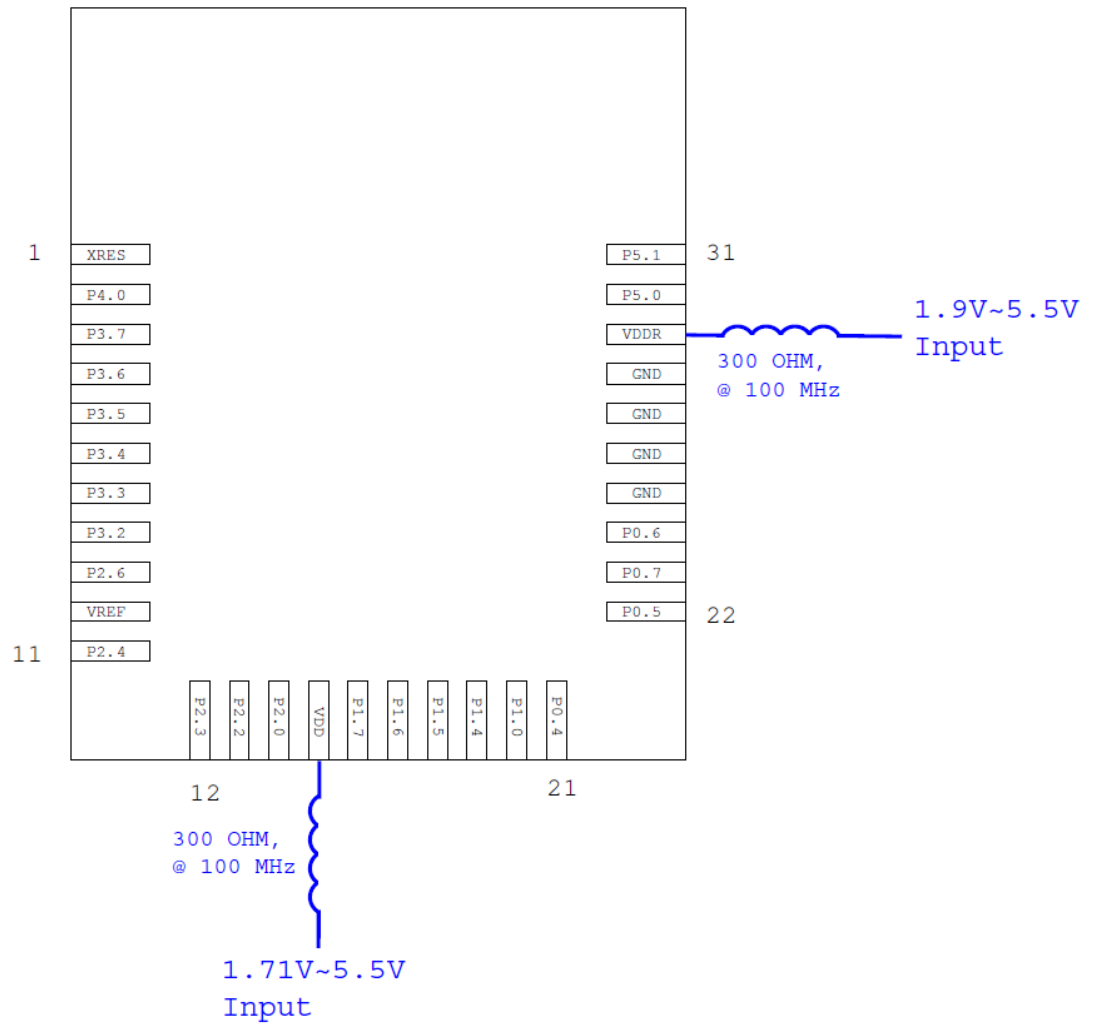 1
XRES
P4.0
P3.7
P3.6
P3.5
P3.4
P3.3
P3.2
P2.6
VREF
11
P2.4
P2.3
P2.2
P2.0
VDD
P1.7
P1.6
P1.5
P1.4
P1.0
P0.4
12
21
P5.1
31
P5.0
VDDR
GND
GND
GND
GND
P0.6
P0.7
P0.5
22
1.9V~5.5V
Input
300 OHM,
@ 100 MHz
300 OHM,
@ 100 MHz
1.71V~5.5V
Input